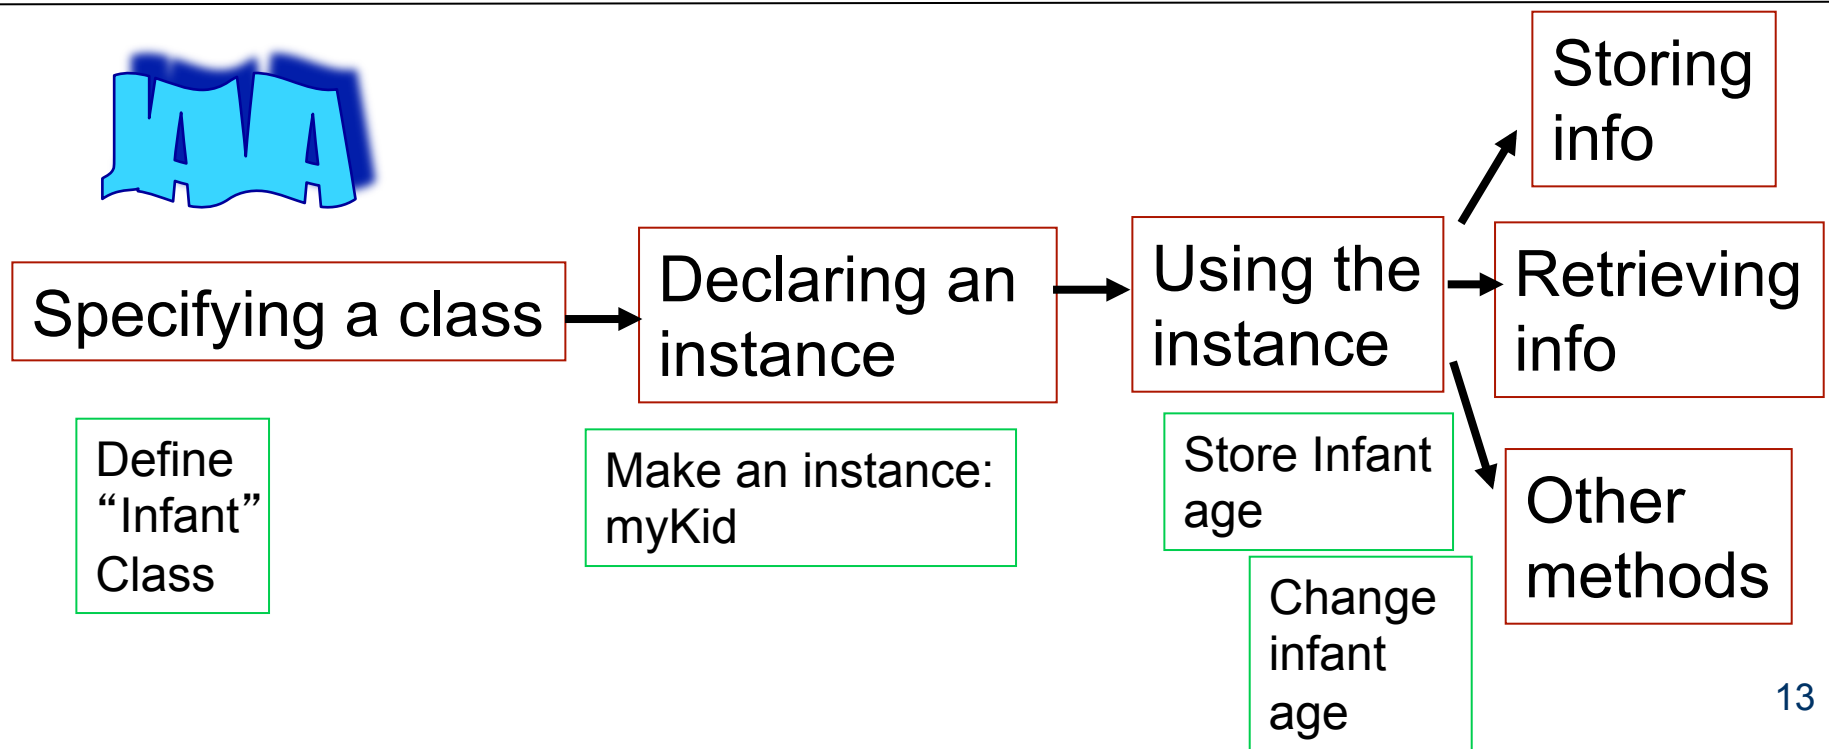 JAVA
Specifying a class
Declaring an
instance
Using the
instance
Storing
info
Retrieving
info
Other
methods
Define
“Infant”
Class
Make an instance:
myKid
Store Infant
age
Change
infant
age
13